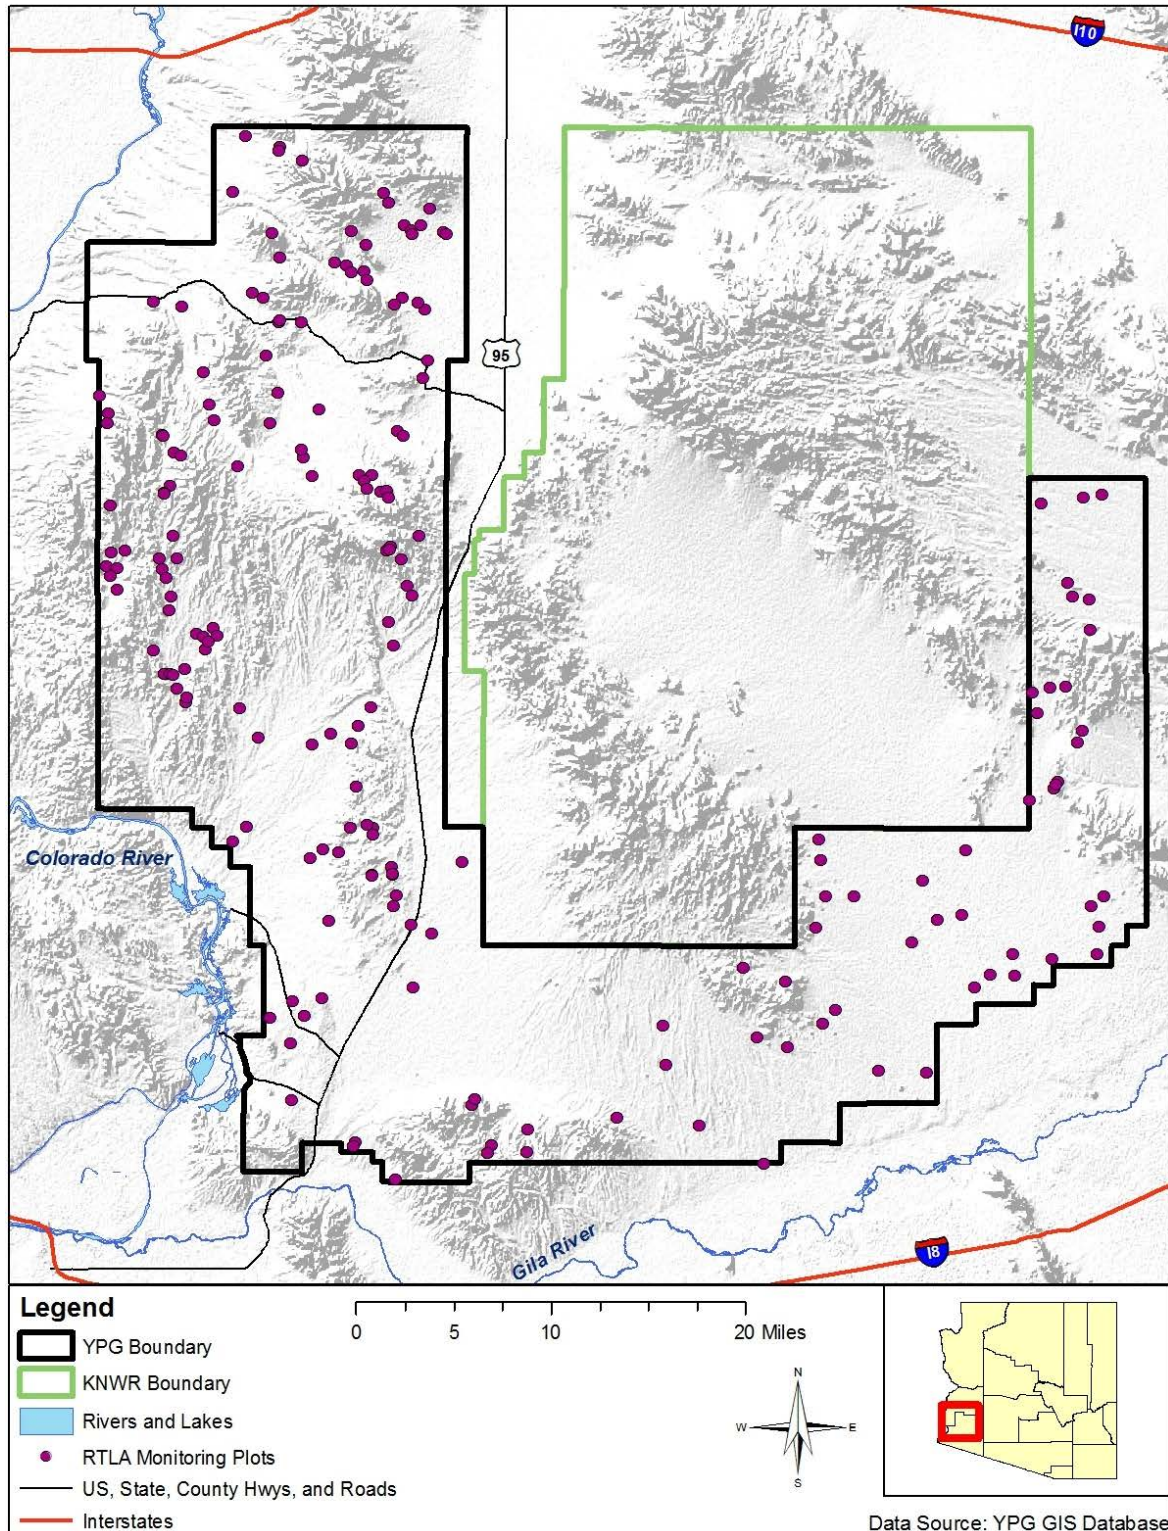 I10
95
Colorado River
Gila River
I8
Legend
YPG Boundary
KNWR Boundary
Rivers and Lakes
RTLA Monitoring Plots
US, State, County Hwys, and Roads
Interstates
0 5 10 20 Miles
N
W E
S
Data Source: YPG GIS Database